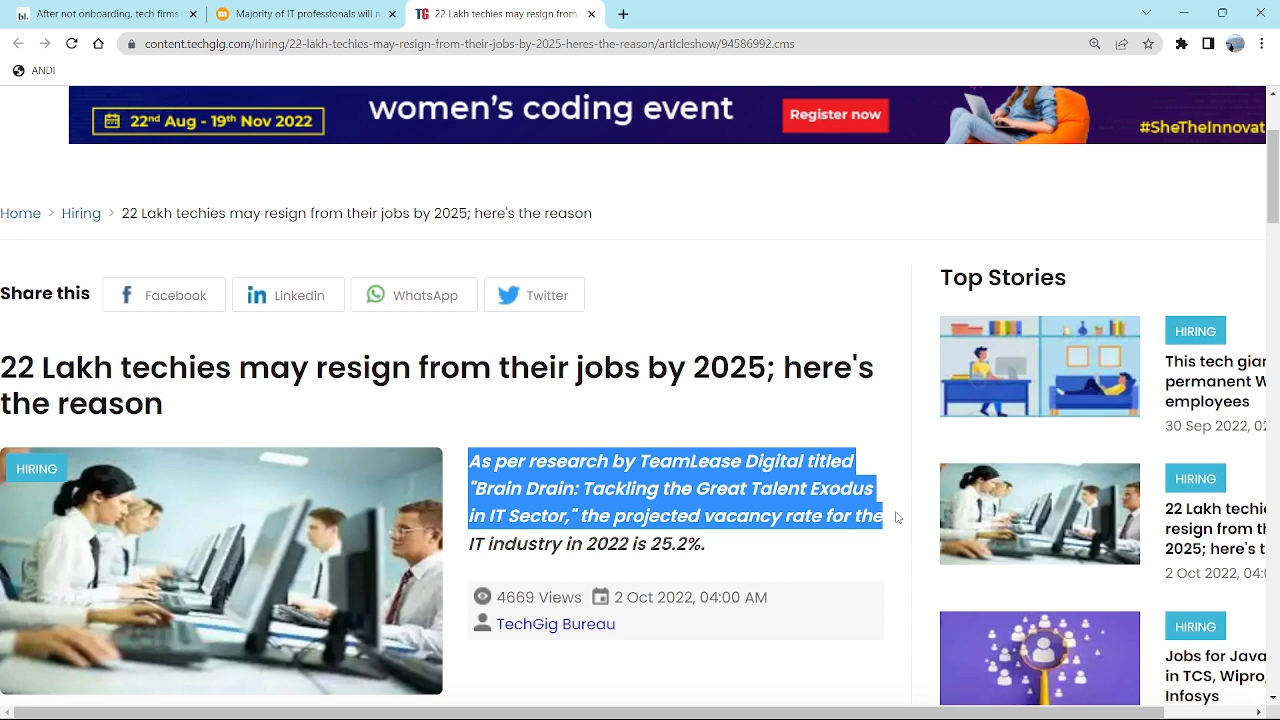 bl.
After not onboarding, tech firms
Majority of IT professionals will n
TG
22 Lakh techies may resign from
content.techgig.com/hiring/22-lakh-techies-may-resign-from-their-jobs-by-2025-heres-the-reason/articleshow/94586992.cms
ANDI
22nd Aug - 19th Nov 2022
women's coding event
Register now
#SheTheInnovat
Home > Hiring > 22 Lakh techies may resign from their jobs by 2025; here's the reason
Share this
Facebook
Linkedin
WhatsApp
Twitter
22 Lakh techies may resign from their jobs by 2025; here's
the reason
HIRING
As per research by TeamLease Digital titled
"Brain Drain: Tackling the Great Talent Exodus
in IT Sector," the projected vacancy rate for the
IT industry in 2022 is 25.2%.
4669 Views
2 Oct 2022, 04:00 AM
TechGig Bureau
Top Stories
HIRING
This tech gian
permanent W
employees
30 Sep 2022, 02
HIRING
22 Lakh techi
resign from th
2025; here's t
2 Oct 2022, 04:
HIRING
Jobs for Java
in TCS, Wipro,
Infosys